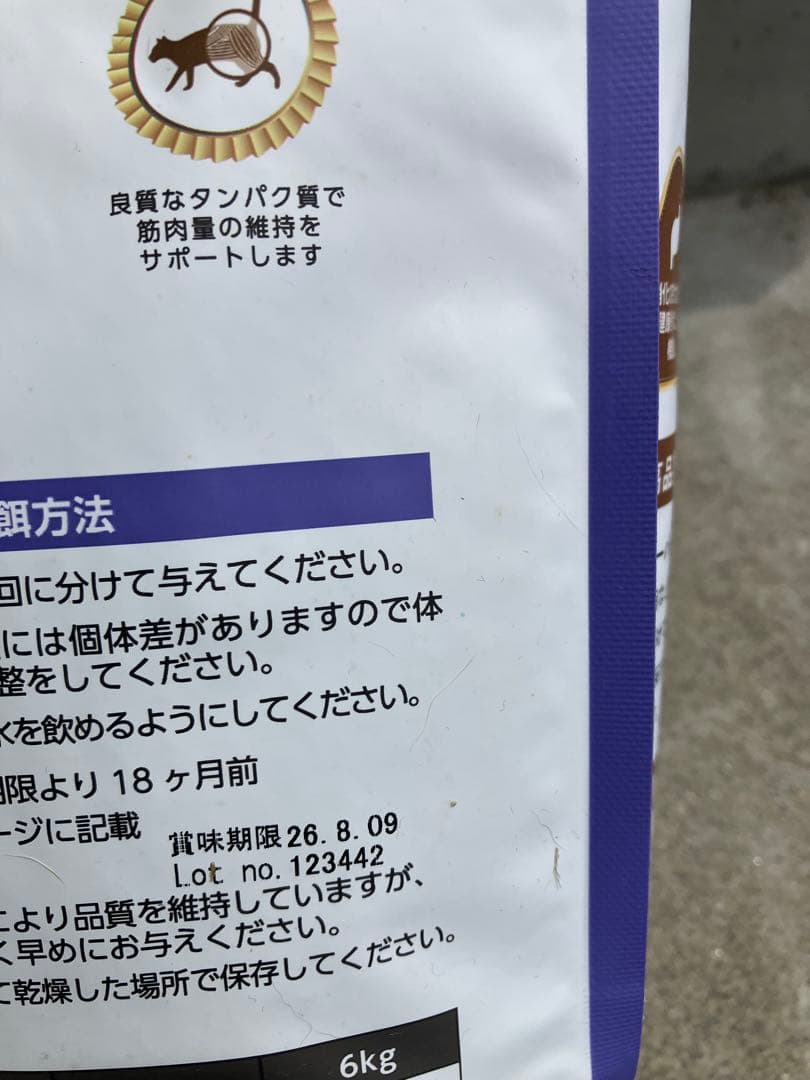 良質なタンパク質で
筋肉量の維持を
サポートします
餌方法
回に分けて与えてください。
には個体差がありますので体
整をしてください。
水を飲めるようにしてください。
期限より 18 ヶ月前
ージに記載
賞味期限26.8.09
Lot no.123442
により品質を維持していますが、
く早めにお与えください。
て乾燥した場所で保存してください。
6kg